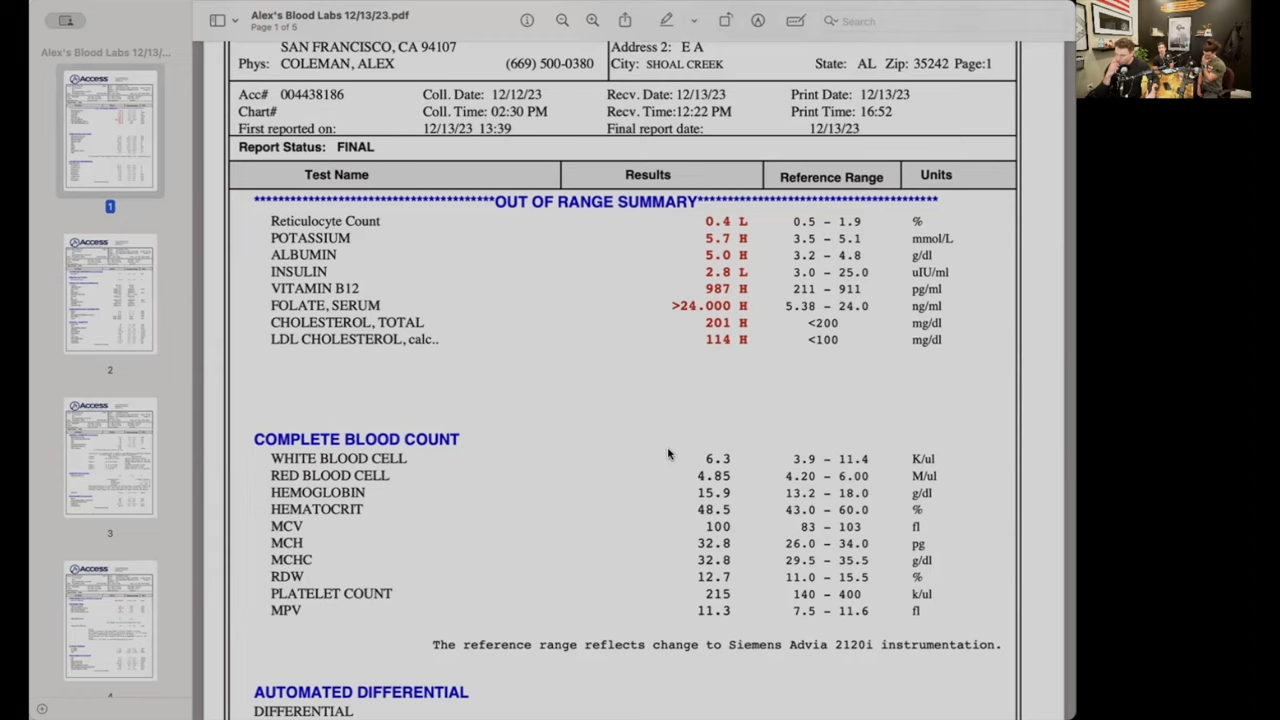 Alex's Blood Labs 12/13/23.pdf
Page 1 of 5
Search
Alex's Blood Labs 12/13/...
Access
1
Access
2
Access
3
Access
SAN FRANCISCO, CA 94107 Address 2: E A
Phys: COLEMAN, ALEX (669) 500-0380 City: SHOAL CREEK State: AL Zip: 35242 Page:1
Acc# 004438186 Coll. Date: 12/12/23 Recv. Date: 12/13/23 Print Date: 12/13/23
Chart# Coll. Time: 02:30 PM Recv. Time:12:22 PM Print Time: 16:52
First reported on: 12/13/23 13:39 Final report date: 12/13/23
Report Status: FINAL
Test Name Results Reference Range Units
****************************************OUT OF RANGE SUMMARY****************************************
Reticulocyte Count 0.4 L 0.5 - 1.9 %
POTASSIUM 5.7 H 3.5 - 5.1 mmol/L
ALBUMIN 5.0 H 3.2 - 4.8 g/dl
INSULIN 2.8 L 3.0 - 25.0 uIU/ml
VITAMIN B12 987 H 211 - 911 pg/ml
FOLATE, SERUM >24.000 H 5.38 - 24.0 ng/ml
CHOLESTEROL, TOTAL 201 H <200 mg/dl
LDL CHOLESTEROL, calc.. 114 H <100 mg/dl
COMPLETE BLOOD COUNT
WHITE BLOOD CELL 6.3 3.9 - 11.4 K/ul
RED BLOOD CELL 4.85 4.20 - 6.00 M/ul
HEMOGLOBIN 15.9 13.2 - 18.0 g/dl
HEMATOCRIT 48.5 43.0 - 60.0 %
MCV 100 83 - 103 fl
MCH 32.8 26.0 - 34.0 pg
MCHC 32.8 29.5 - 35.5 g/dl
RDW 12.7 11.0 - 15.5 %
PLATELET COUNT 215 140 - 400 k/ul
MPV 11.3 7.5 - 11.6 fl
The reference range reflects change to Siemens Advia 2120i instrumentation.
AUTOMATED DIFFERENTIAL
DIFFERENTIAL